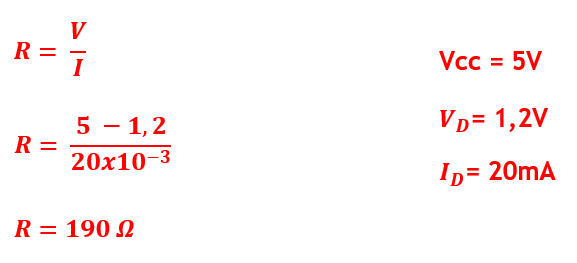 R = V / I
R = 5 − 1,2 / 20x10⁻³
R = 190 Ω
Vcc = 5V
V_D= 1,2V
I_D= 20mA